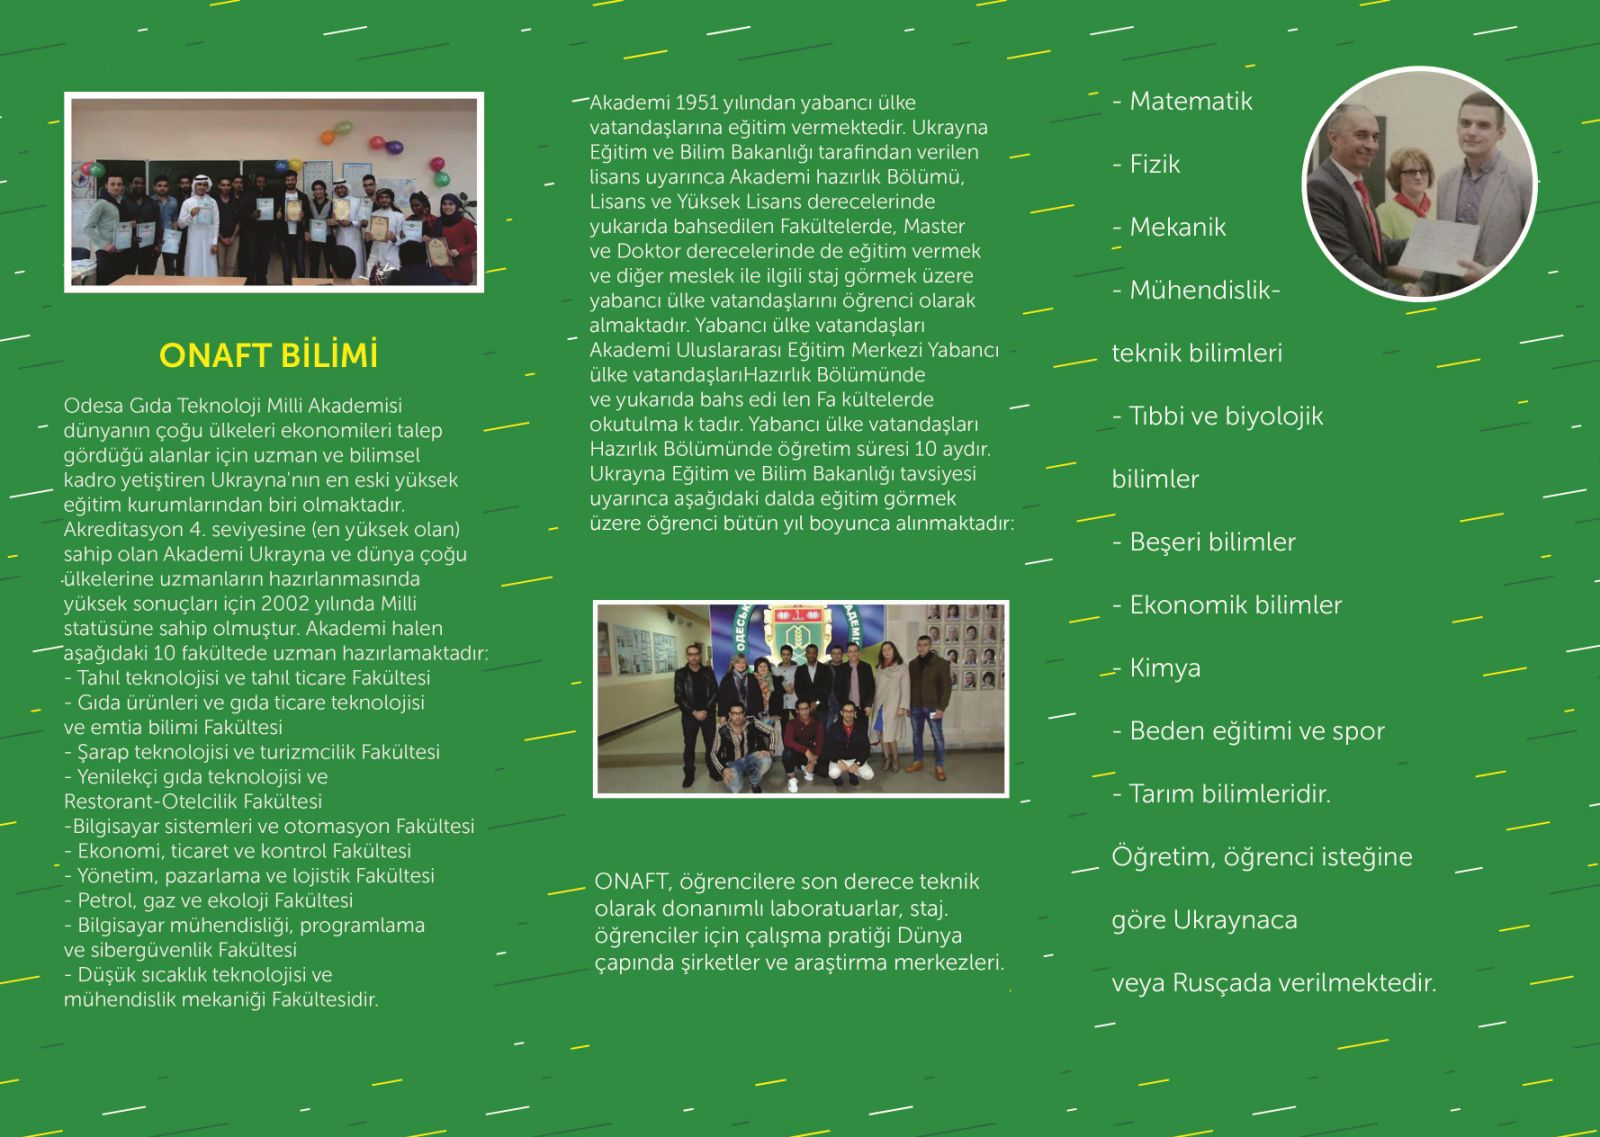 ONAFT BİLİMİ
Odesa Gıda Teknoloji Milli Akademisi
dünyanın çoğu ülkeleri ekonomileri talep
gördüğü alanlar için uzman ve bilimsel
kadro yetiştiren Ukrayna'nın en eski yüksek
eğitim kurumlarından biri olmaktadır.
Akreditasyon 4. seviyesine (en yüksek olan)
sahip olan Akademi Ukrayna ve dünya çoğu
ülkelerine uzmanların hazırlanmasında
yüksek sonuçları için 2002 yılında Milli
statüsüne sahip olmuştur. Akademi halen
aşağıdaki 10 fakültede uzman hazırlamaktadır:
- Tahıl teknolojisi ve tahıl ticare Fakültesi
- Gıda ürünleri ve gıda ticare teknolojisi
ve emtia bilimi Fakültesi
- Şarap teknolojisi ve turizmcilik Fakültesi
- Yenilekçi gıda teknolojisi ve
Restorant-Otelcilik Fakültesi
-Bilgisayar sistemleri ve otomasyon Fakültesi
- Ekonomi, ticaret ve kontrol Fakültesi
- Yönetim, pazarlama ve lojistik Fakültesi
- Petrol, gaz ve ekoloji Fakültesi
- Bilgisayar mühendisliği, programlama
ve sibergüvenlik Fakültesi
- Düşük sıcaklık teknolojisi ve
mühendislik mekaniği Fakültesidir.
Akademi 1951 yılından yabancı ülke
vatandaşlarına eğitim vermektedir. Ukrayna
Eğitim ve Bilim Bakanlığı tarafından verilen
lisans uyarınca Akademi hazırlık Bölümü,
Lisans ve Yüksek Lisans derecelerinde
yukarıda bahsedilen Fakültelerde, Master
ve Doktor derecelerinde de eğitim vermek
ve diğer meslek ile ilgili staj görmek üzere
yabancı ülke vatandaşlarını öğrenci olarak
almaktadır. Yabancı ülke vatandaşları
Akademi Uluslararası Eğitim Merkezi Yabancı
ülke vatandaşlarıHazırlık Bölümünde
ve yukarıda bahs edi len Fa kültelerde
okutulma k tadır. Yabancı ülke vatandaşları
Hazırlık Bölümünde öğretim süresi 10 aydır.
Ukrayna Eğitim ve Bilim Bakanlığı tavsiyesi
uyarınca aşağıdaki dalda eğitim görmek
üzere öğrenci bütün yıl boyunca alınmaktadır:
ONAFT, öğrencilere son derece teknik
olarak donanımlı laboratuarlar, staj.
öğrenciler için çalışma pratiği Dünya
çapında şirketler ve araştirma merkezleri.
- Matematik
- Fizik
- Mekanik
- Mühendislik-
teknik bilimleri
- Tıbbi ve biyolojik
bilimler
- Beşeri bilimler
- Ekonomik bilimler
- Kimya
- Beden eğitimi ve spor
- Tarım bilimleridir.
Öğretim, öğrenci isteğine
göre Ukraynaca
veya Rusçada verilmektedir.